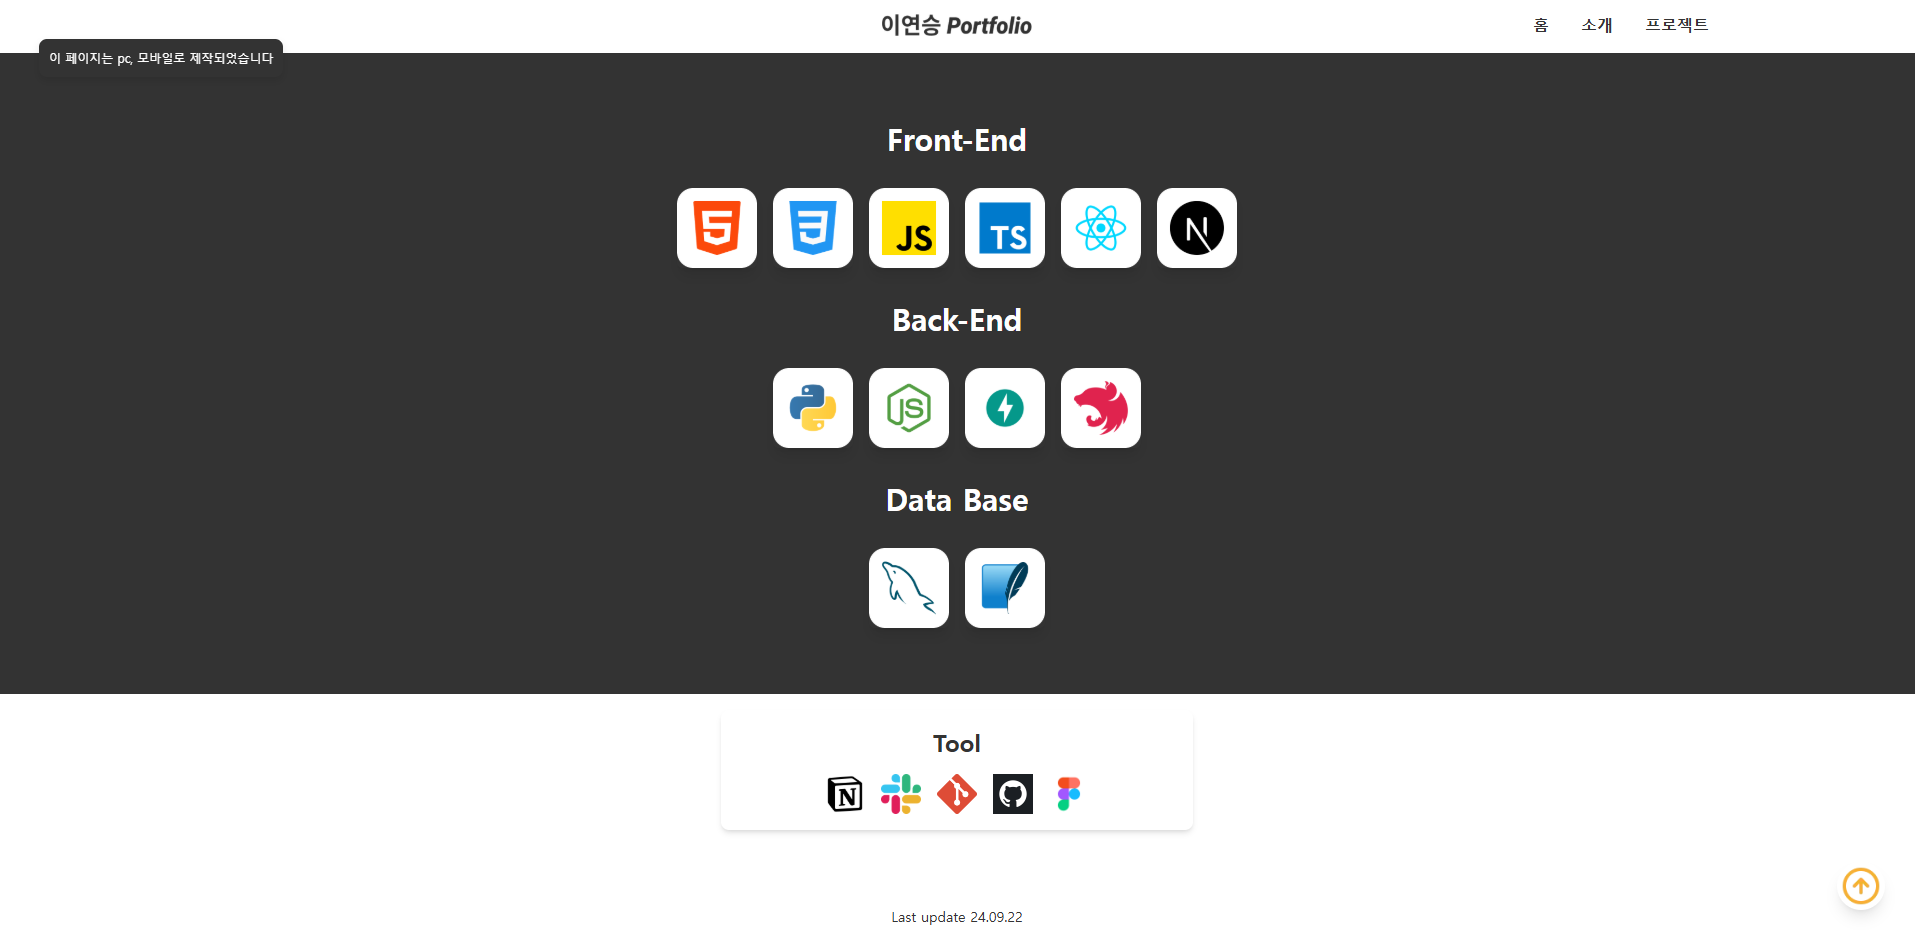 이연승 Portfolio
홈 소개 프로젝트
이 페이지는 pc, 모바일로 제작되었습니다
Front-End
JS TS N
Back-End
JS
Data Base
Tool
N
Last update 24.09.22